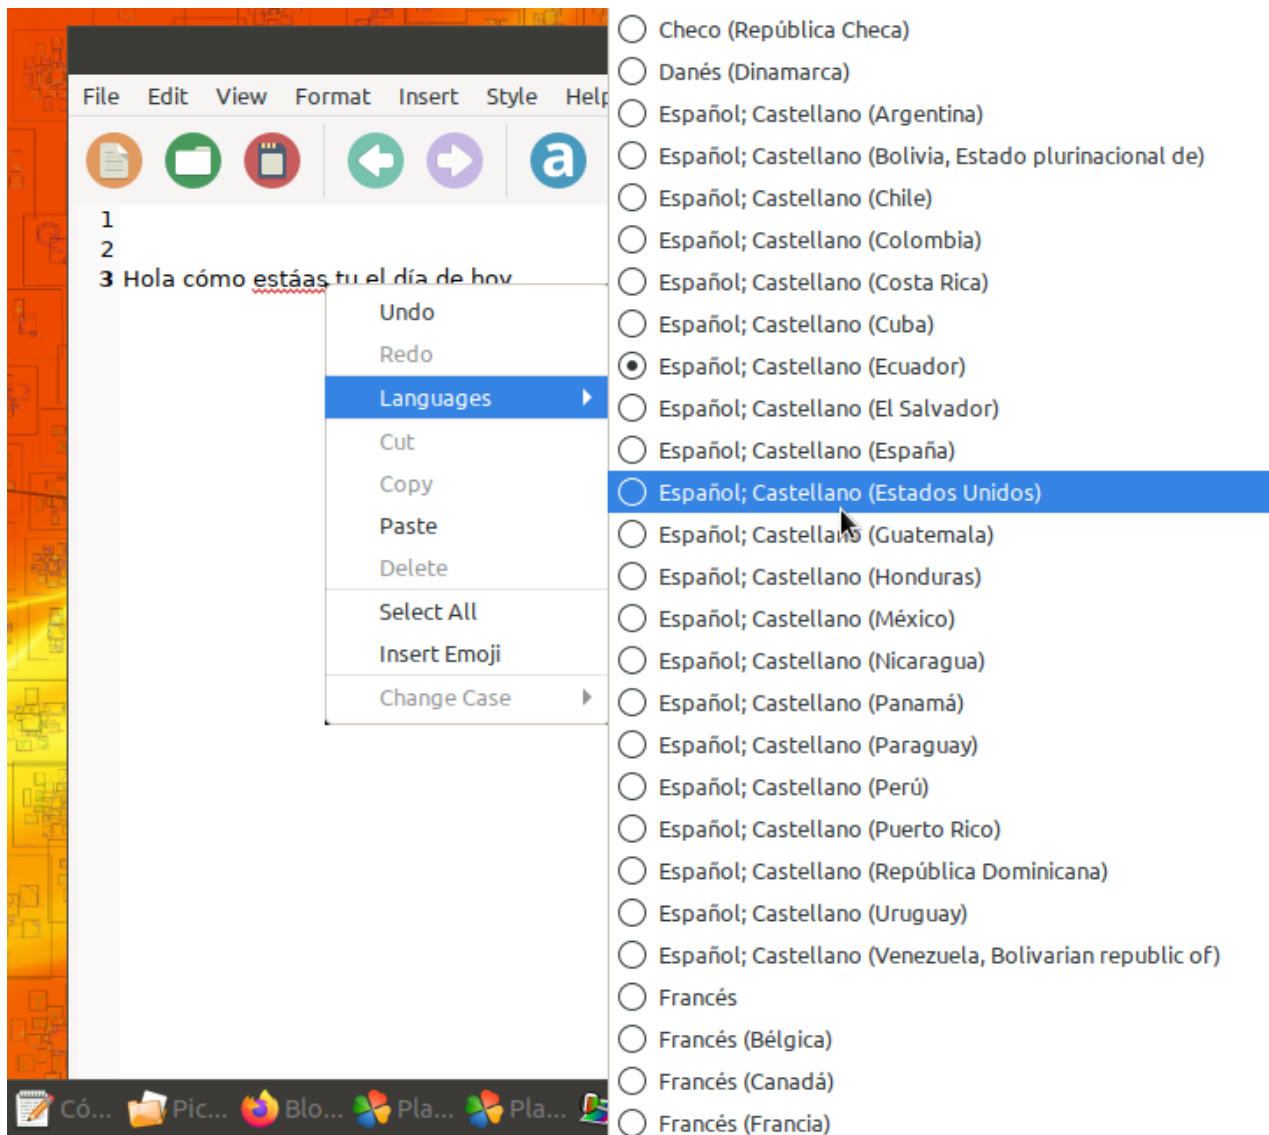 File Edit View Format Insert Style Help
a
1
2
3 Hola cómo estáas tu el día de hoy
Undo
Redo
Languages
Cut
Copy
Paste
Delete
Select All
Insert Emoji
Change Case
Checo (República Checa)
Danés (Dinamarca)
Español; Castellano (Argentina)
Español; Castellano (Bolivia, Estado plurinacional de)
Español; Castellano (Chile)
Español; Castellano (Colombia)
Español; Castellano (Costa Rica)
Español; Castellano (Cuba)
Español; Castellano (Ecuador)
Español; Castellano (El Salvador)
Español; Castellano (España)
Español; Castellano (Estados Unidos)
Español; Castellano (Guatemala)
Español; Castellano (Honduras)
Español; Castellano (México)
Español; Castellano (Nicaragua)
Español; Castellano (Panamá)
Español; Castellano (Paraguay)
Español; Castellano (Perú)
Español; Castellano (Puerto Rico)
Español; Castellano (República Dominicana)
Español; Castellano (Uruguay)
Español; Castellano (Venezuela, Bolivarian republic of)
Francés
Francés (Bélgica)
Francés (Canadá)
Francés (Francia)
Có... Pic... Blo... Pla... Pla...